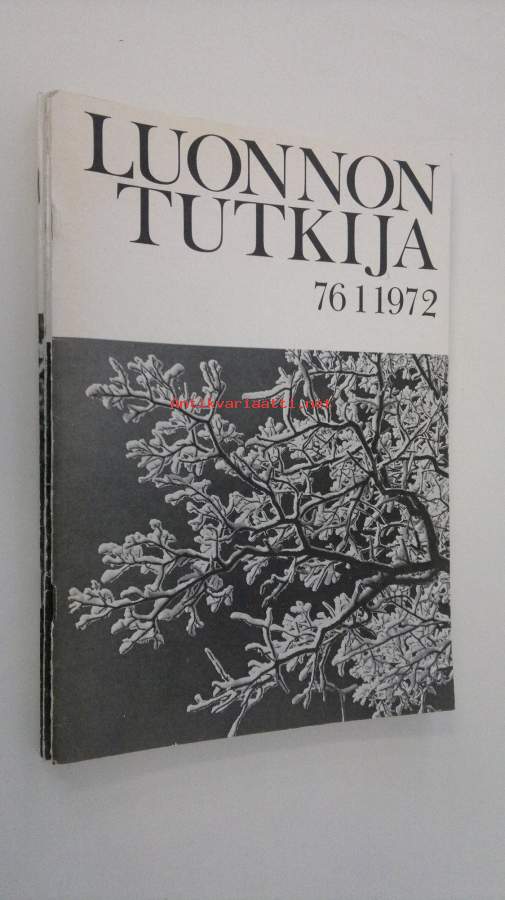 LUONNON
TUTKIJA
76 1 1972
Antikvariaatti.net